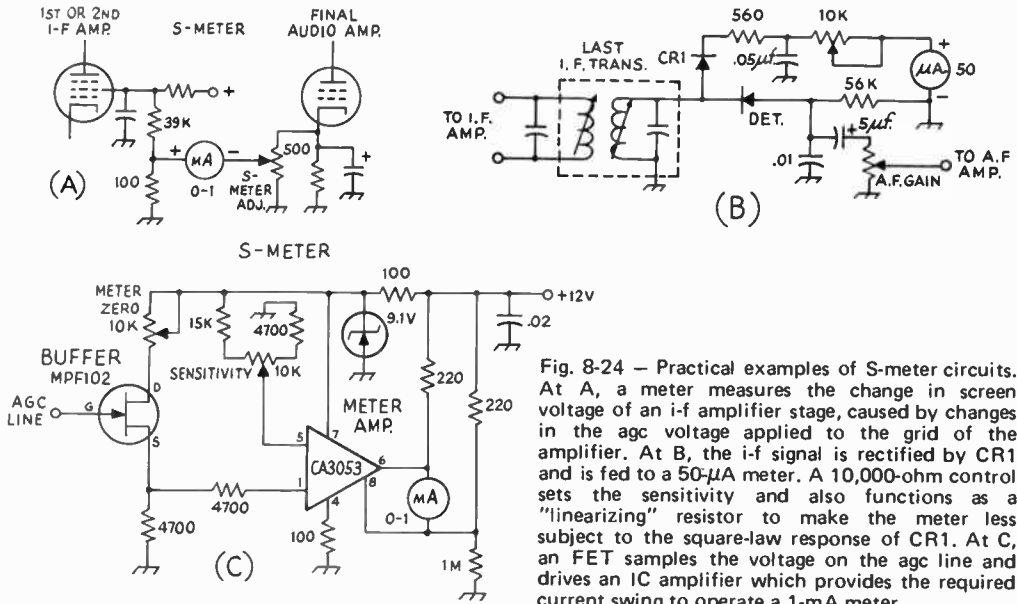 1ST OR 2ND
I-F AMP.
S-METER
FINAL
AUDIO AMP.
+
39K
100
+
MA
-
0-1
500
S-
METER
ADJ.
+
(A)
LAST
I.F. TRANS.
TO I.F.
AMP.
CR1
560
.05µf.
10K
+
µA
50
-
56K
DET.
+
5µf.
.01
TO A.F
AMP.
A.F. GAIN
(B)
S-METER
METER
ZERO
10K
BUFFER
MPF102
AGC
LINE
G
D
S
4700
4700
15K
4700
SENSITIVITY
10K
100
9.1V
+12V
.02
METER
AMP.
5
7
CA3053
6
8
1
4
100
220
220
MA
0-1
1M
(C)
Fig. 8-24 — Practical examples of S-meter circuits.
At A, a meter measures the change in screen
voltage of an i-f amplifier stage, caused by changes
in the agc voltage applied to the grid of the
amplifier. At B, the i-f signal is rectified by CR1
and is fed to a 50-µA meter. A 10,000-ohm control
sets the sensitivity and also functions as a
"linearizing" resistor to make the meter less
subject to the square-law response of CR1. At C,
an FET samples the voltage on the agc line and
drives an IC amplifier which provides the required
current swing to operate a 1-mA meter.